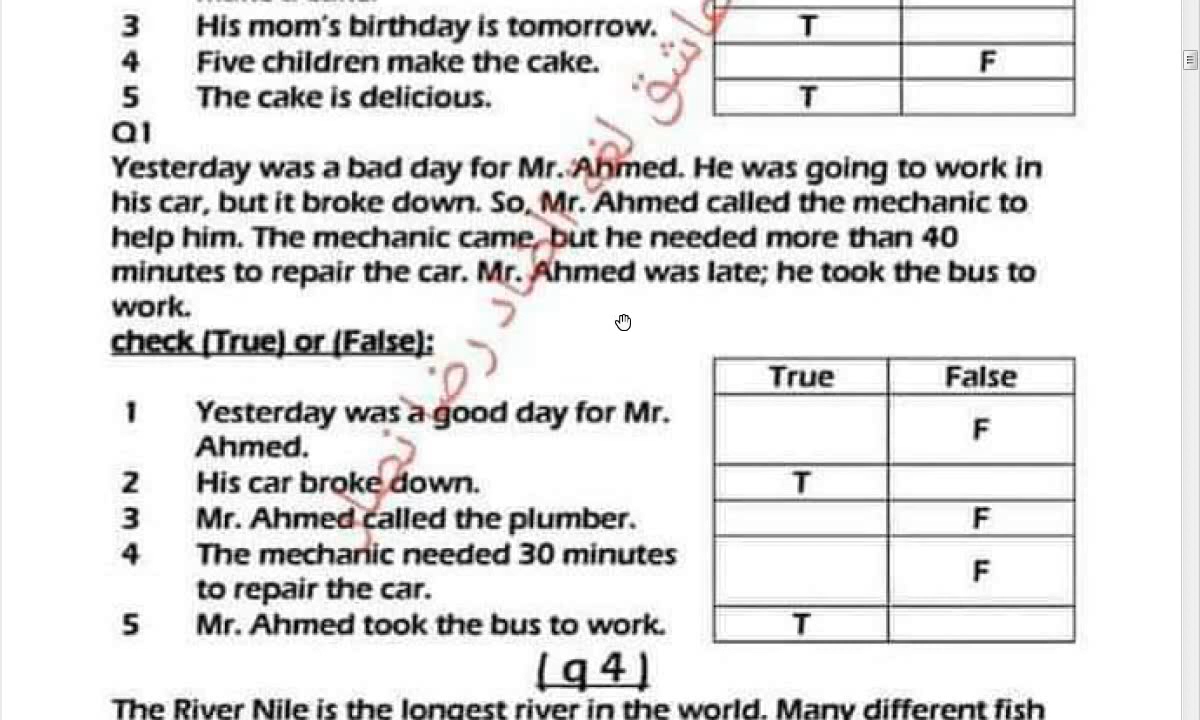 3 His mom's birthday is tomorrow. T
4 Five children make the cake. F
5 The cake is delicious. T
Q1
Yesterday was a bad day for Mr. Ahmed. He was going to work in
his car, but it broke down. So, Mr. Ahmed called the mechanic to
help him. The mechanic came, but he needed more than 40
minutes to repair the car. Mr. Ahmed was late; he took the bus to
work.
check (True) or (False):
True False
1 Yesterday was a good day for Mr. F
Ahmed.
2 His car broke down. T
3 Mr. Ahmed called the plumber. F
4 The mechanic needed 30 minutes F
to repair the car.
5 Mr. Ahmed took the bus to work. T
( q 4 )
The River Nile is the longest river in the world. Many different fish
عاشق لغة الضاد رضا نصار